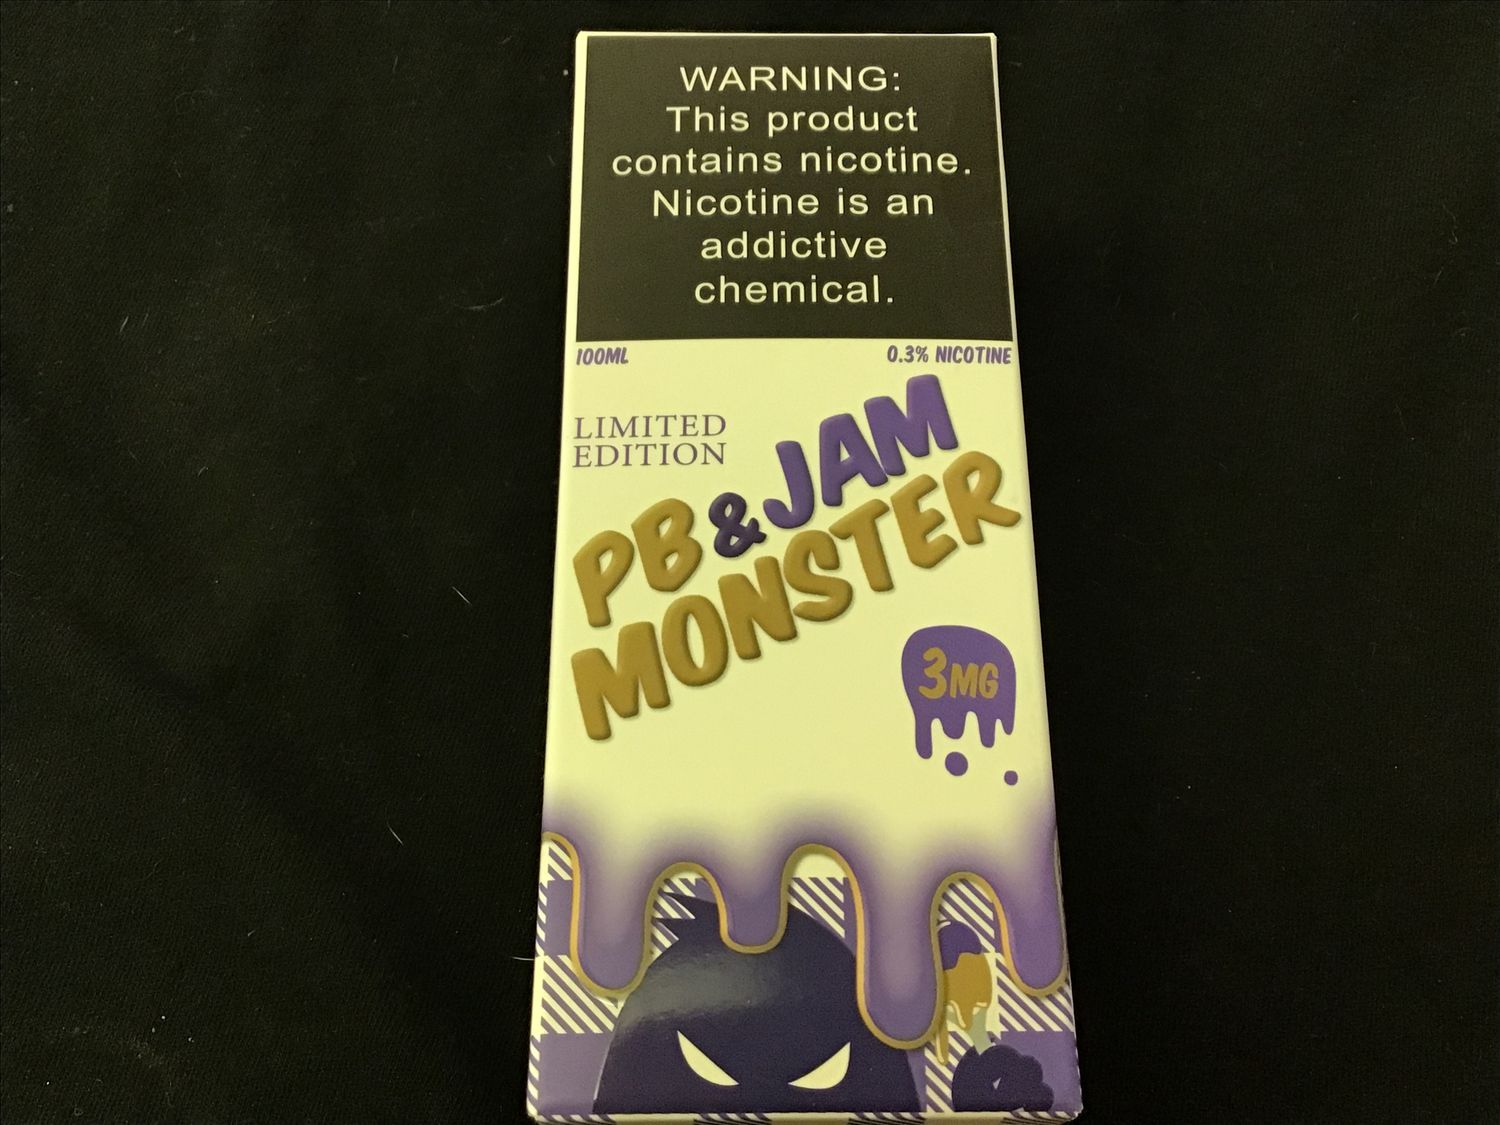 WARNING:
This product
contains nicotine.
Nicotine is an
addictive
chemical.
100ML 0.3% NICOTINE
LIMITED
EDITION
PB & JAM
MONSTER
3MG